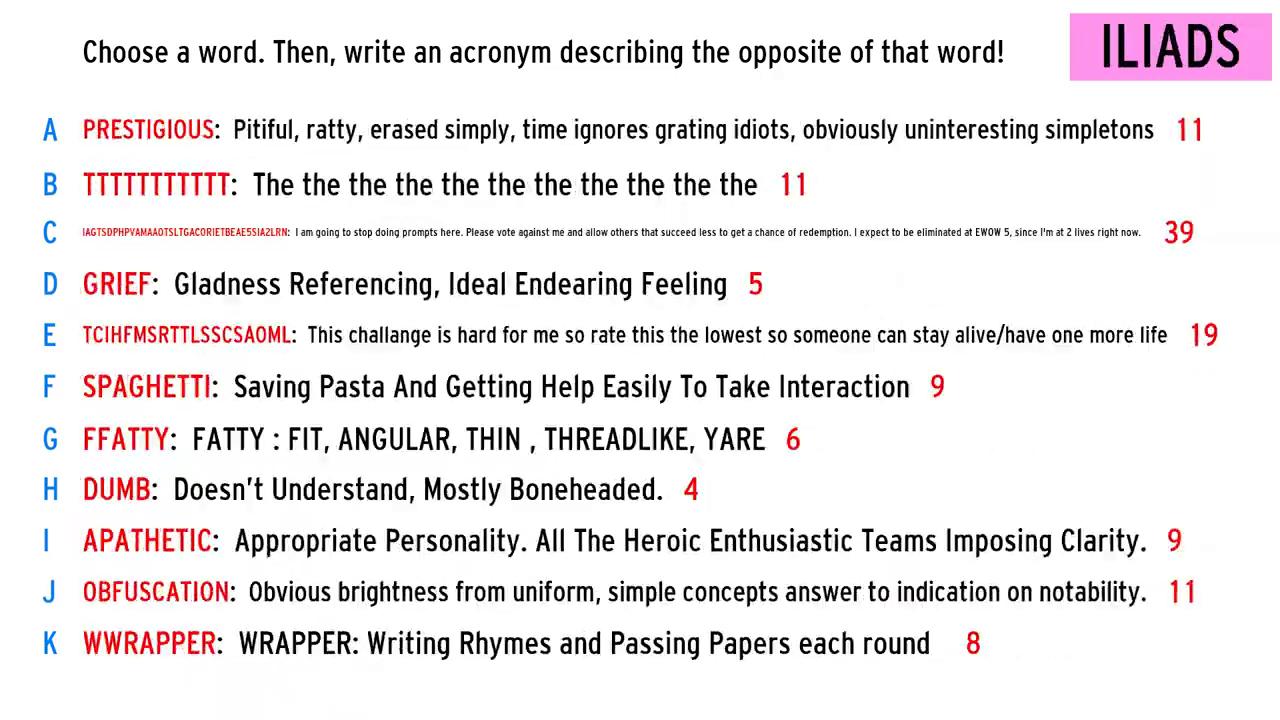 Choose a word. Then, write an acronym describing the opposite of that word!
ILIADS
A PRESTIGIOUS: Pitiful, ratty, erased simply, time ignores grating idiots, obviously uninteresting simpletons 11
B TTTTTTTTTTT: The the the the the the the the the the the 11
C IAGTSDPHPVAMAAOTSLTGACORIETBEAE5SIA2LRN: I am going to stop doing prompts here. Please vote against me and allow others that succeed less to get a chance of redemption. I expect to be eliminated at EWOW 5, since I'm at 2 lives right now. 39
D GRIEF: Gladness Referencing, Ideal Endearing Feeling 5
E TCIHFMSRTTLSSCSAOML: This challange is hard for me so rate this the lowest so someone can stay alive/have one more life 19
F SPAGHETTI: Saving Pasta And Getting Help Easily To Take Interaction 9
G FFATTY: FATTY : FIT, ANGULAR, THIN , THREADLIKE, YARE 6
H DUMB: Doesn't Understand, Mostly Boneheaded. 4
I APATHETIC: Appropriate Personality. All The Heroic Enthusiastic Teams Imposing Clarity. 9
J OBFUSCATION: Obvious brightness from uniform, simple concepts answer to indication on notability. 11
K WWRAPPER: WRAPPER: Writing Rhymes and Passing Papers each round 8